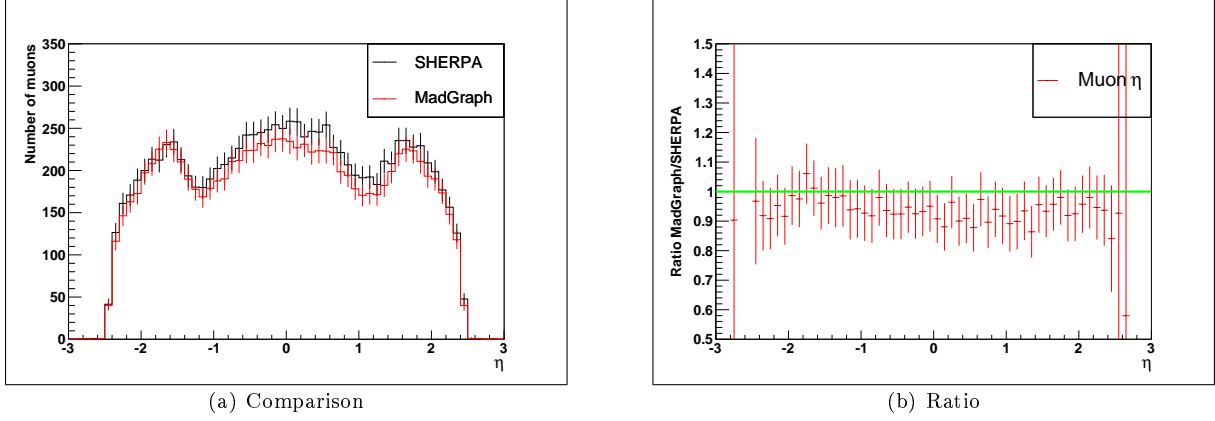 Number of muons
350
300
250
200
150
100
50
0
-3 -2 -1 0 1 2 3
η
SHERPA
MadGraph
(a) Comparison
Ratio MadGraph/SHERPA
1.5
1.4
1.3
1.2
1.1
1
0.9
0.8
0.7
0.6
0.5
-3 -2 -1 0 1 2 3
η
Muon η
(b) Ratio